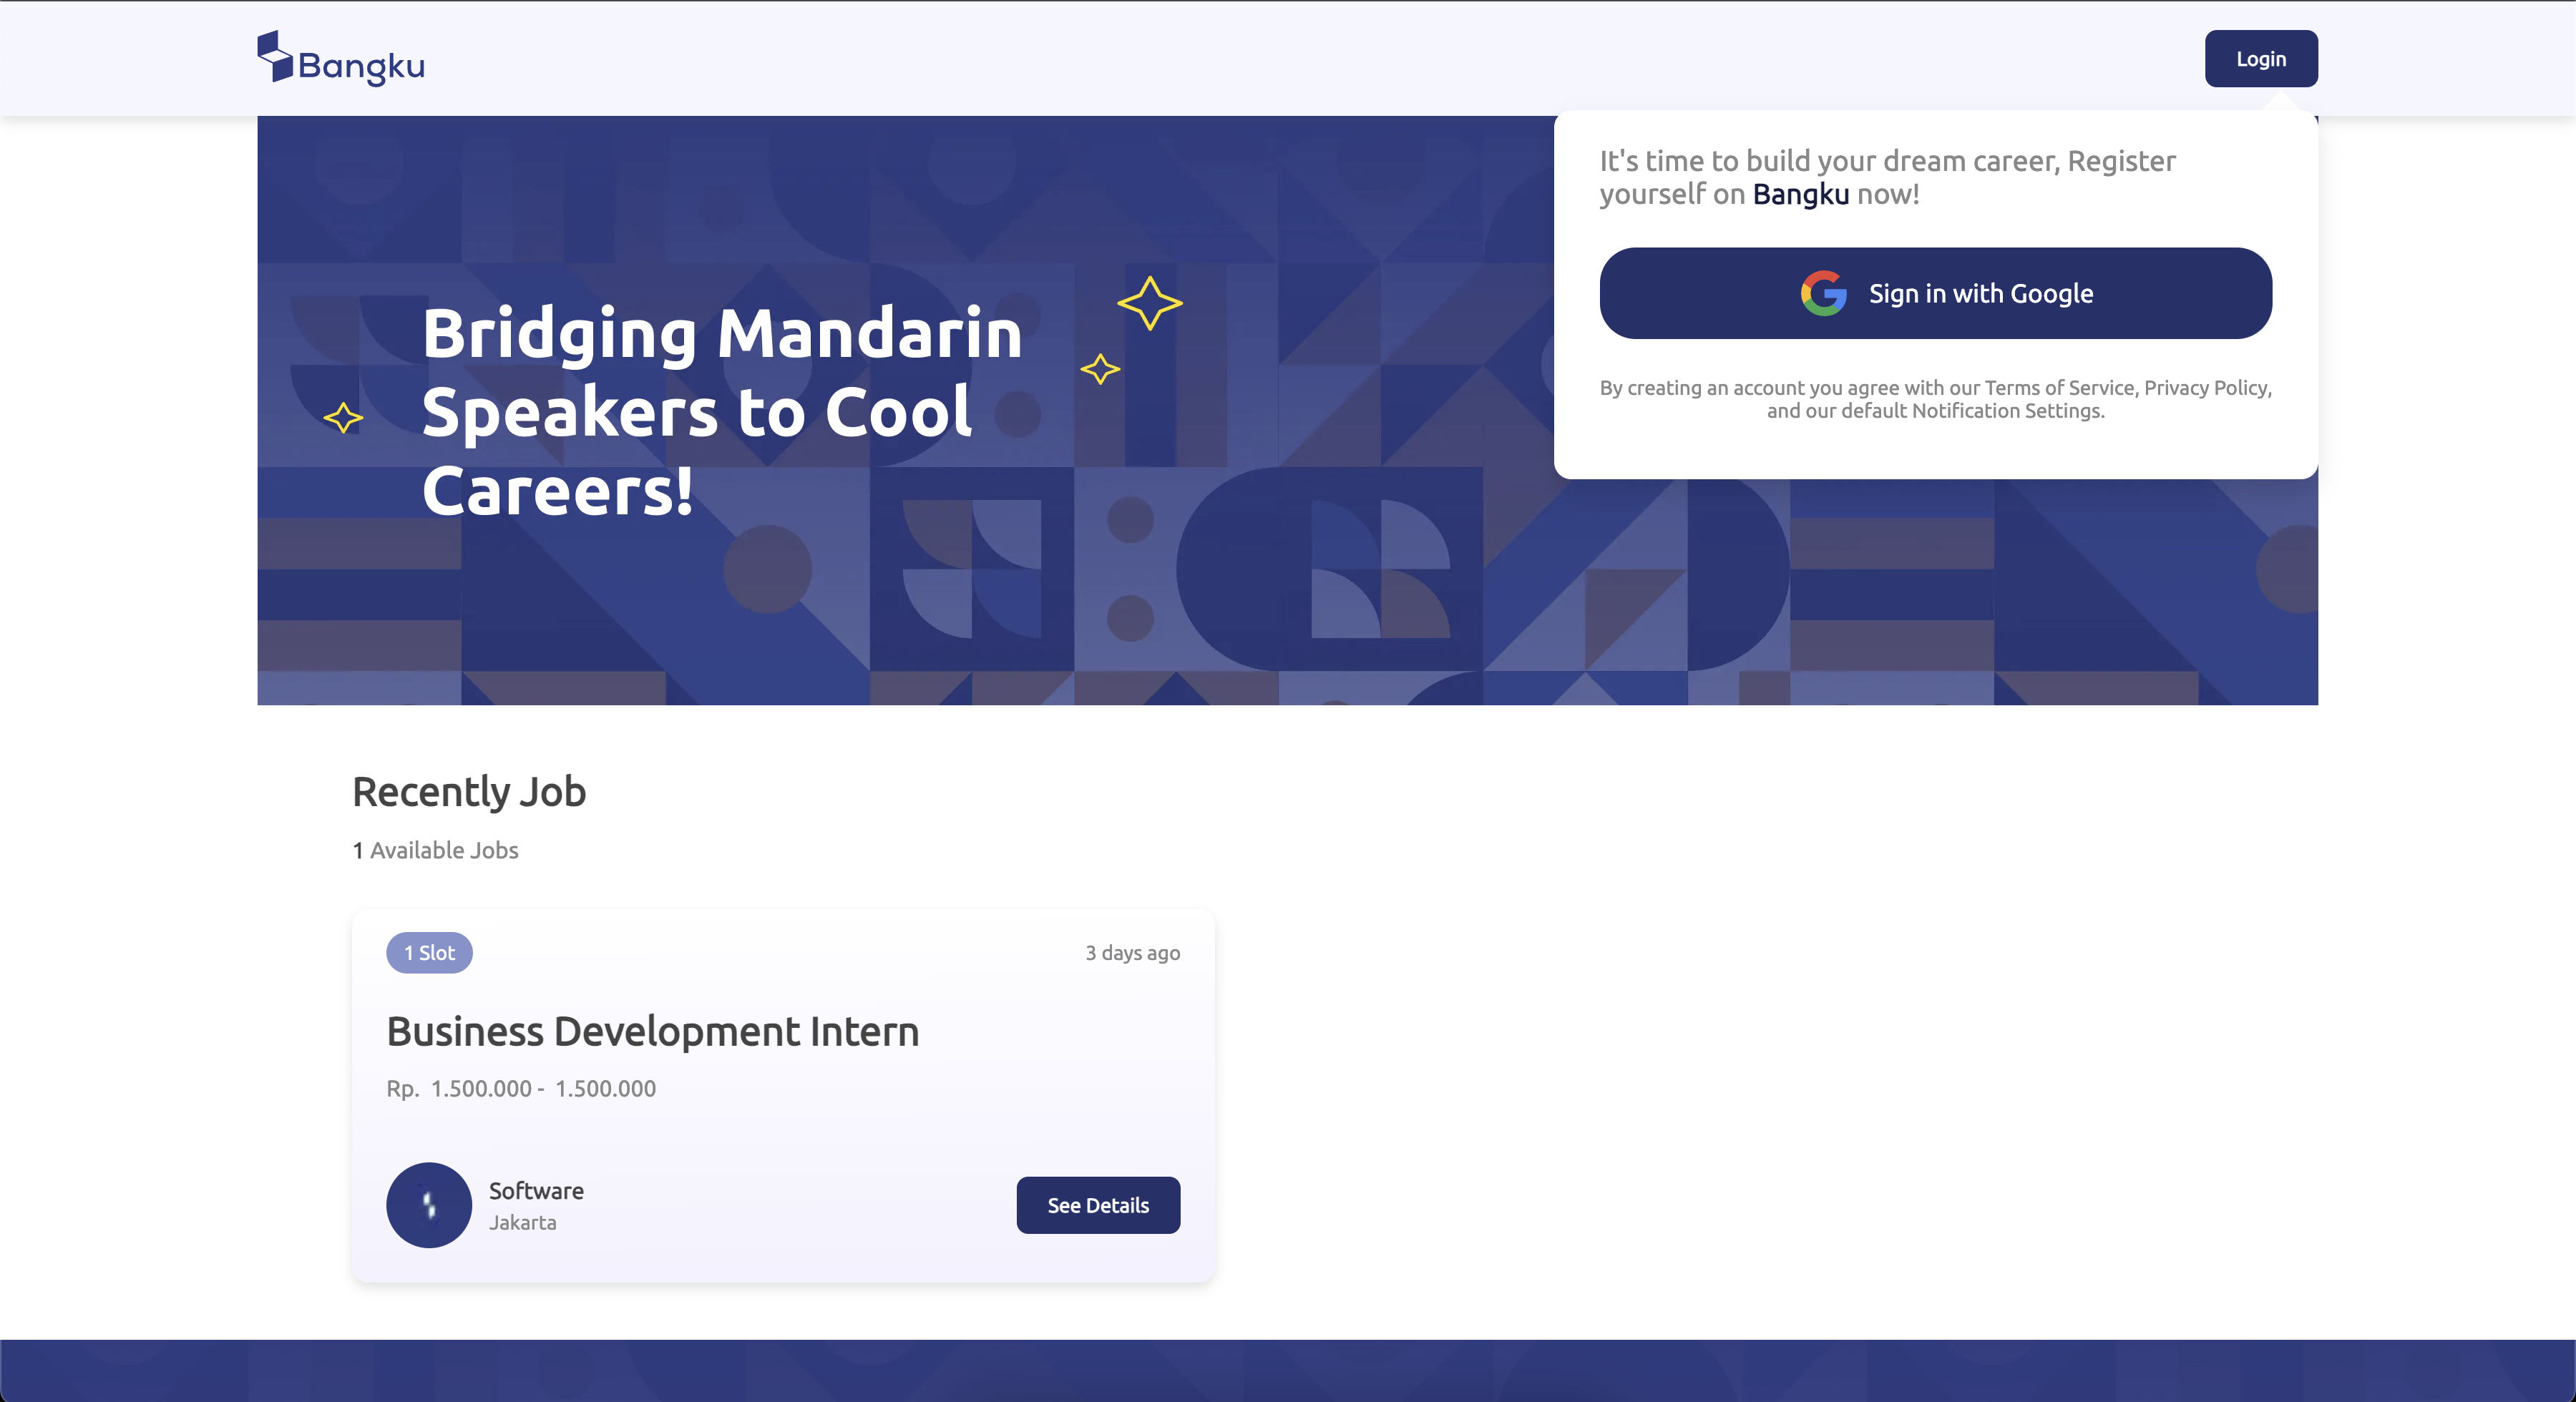 Bangku
Login
It's time to build your dream career, Register
yourself on Bangku now!
Sign in with Google
By creating an account you agree with our Terms of Service, Privacy Policy,
and our default Notification Settings.
Bridging Mandarin
Speakers to Cool
Careers!
Recently Job
1 Available Jobs
1 Slot
3 days ago
Business Development Intern
Rp. 1.500.000 - 1.500.000
Software
Jakarta
See Details